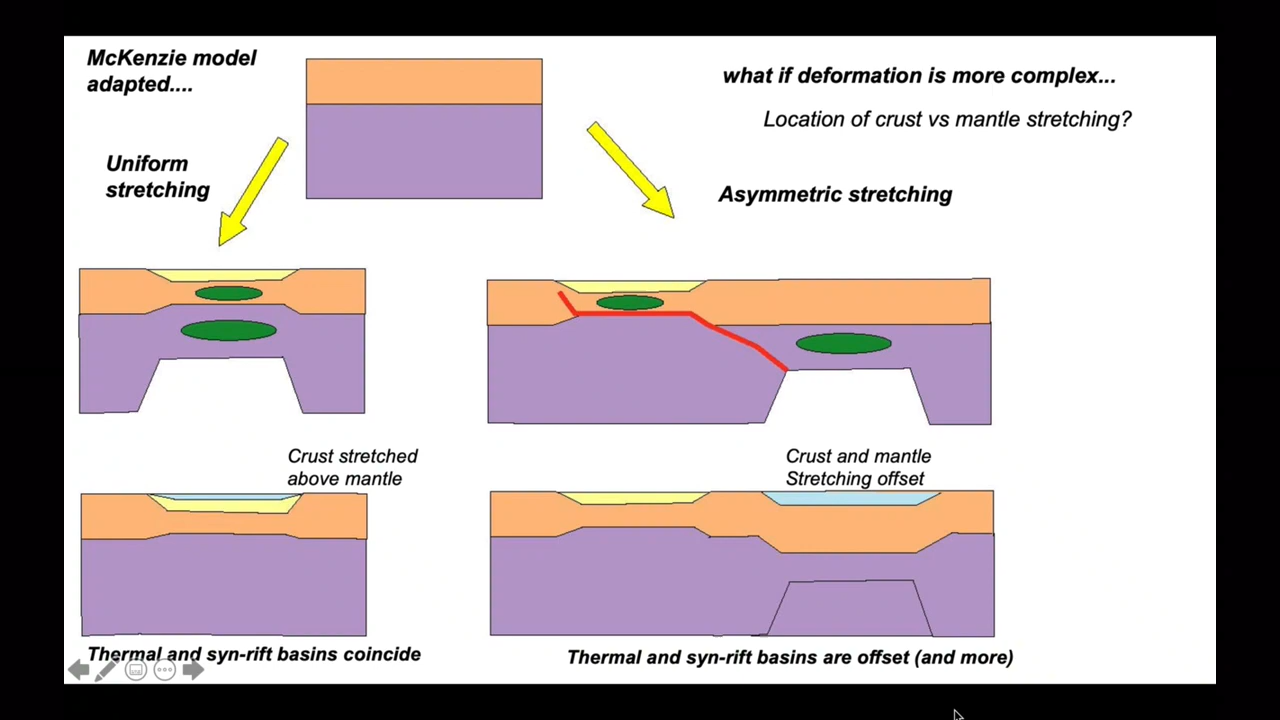 McKenzie model
adapted....
what if deformation is more complex...
Location of crust vs mantle stretching?
Uniform
stretching
Asymmetric stretching
Crust stretched
above mantle
Crust and mantle
Stretching offset
Thermal and syn-rift basins coincide
Thermal and syn-rift basins are offset (and more)